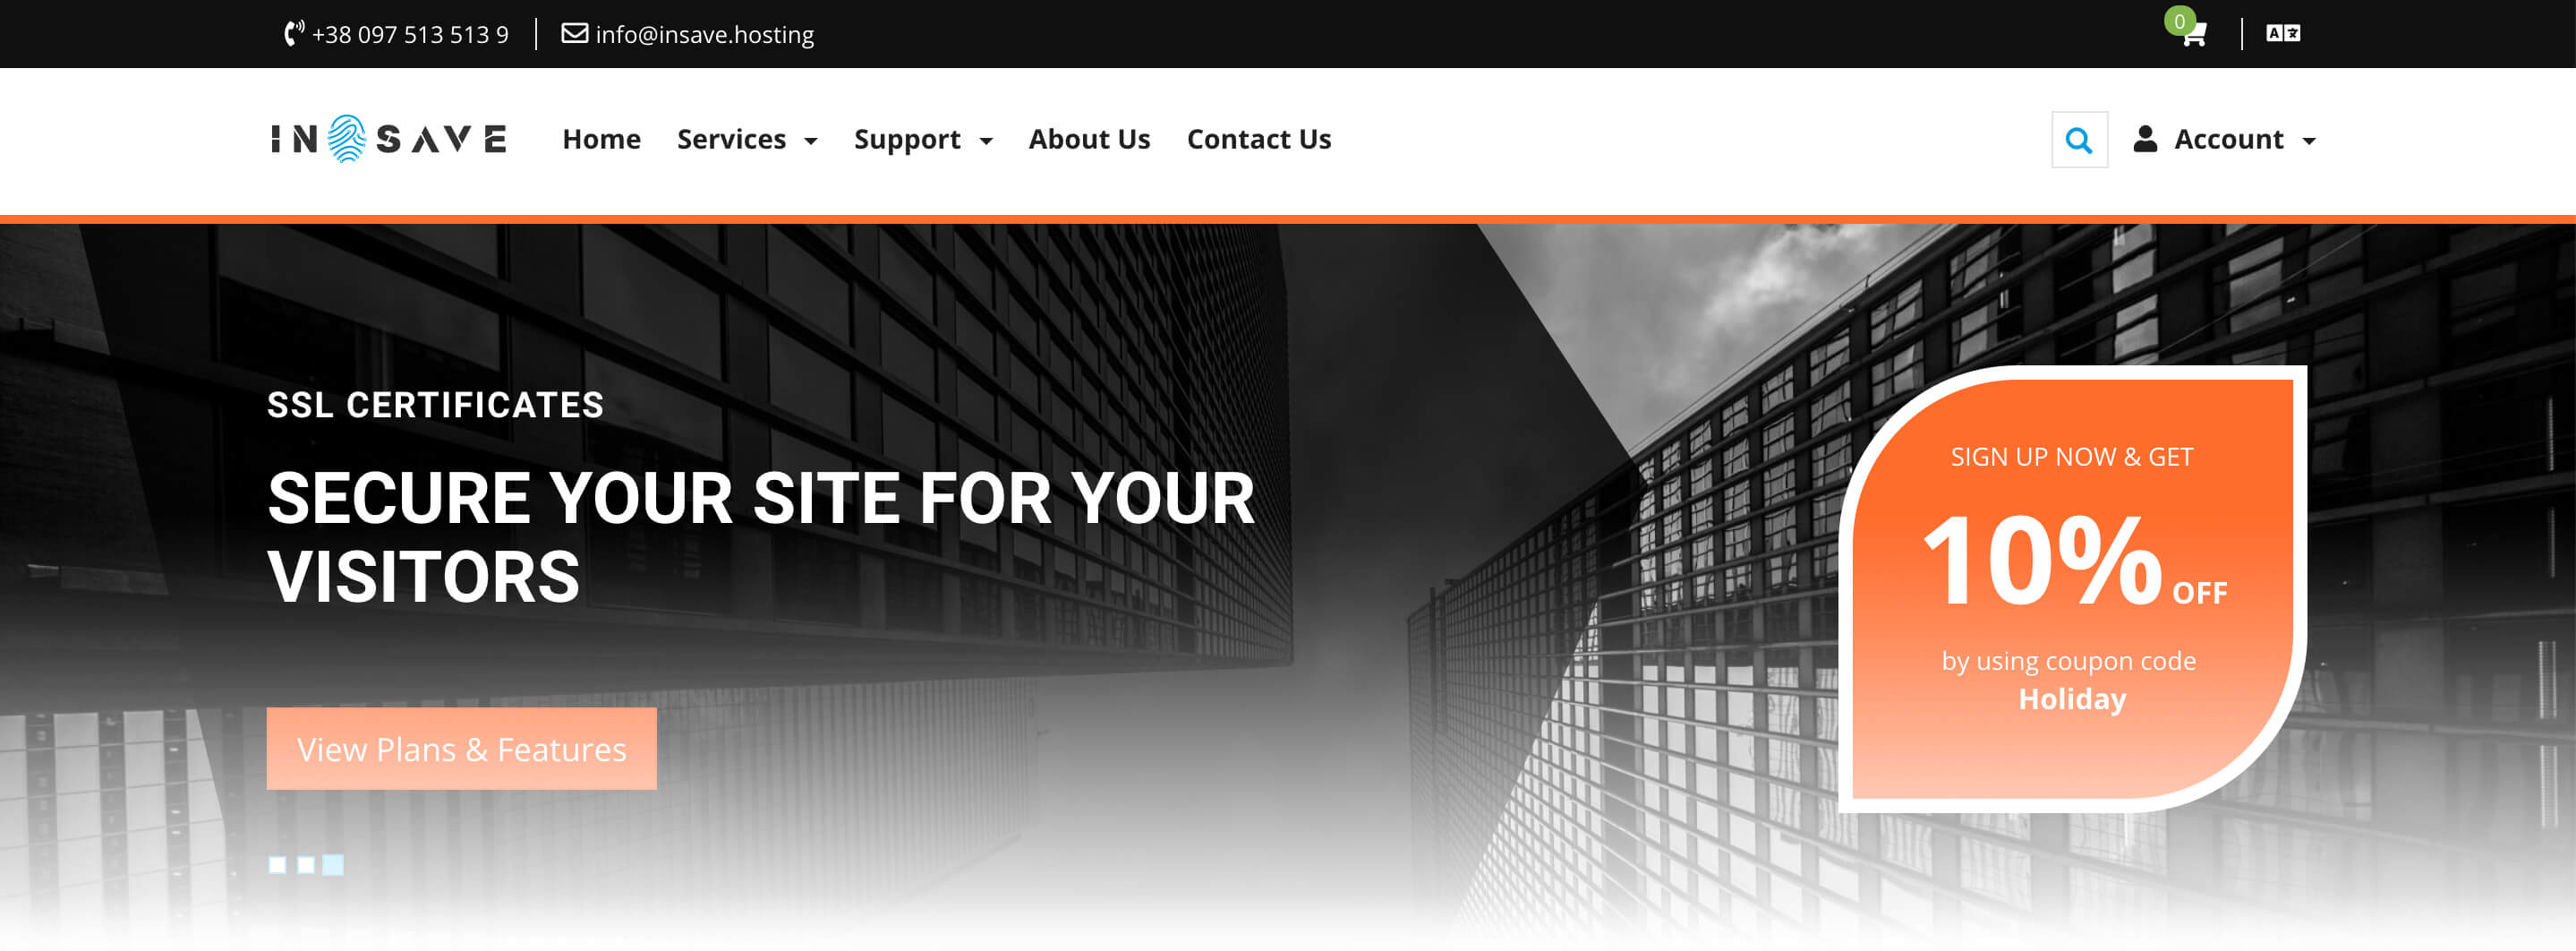 +38 097 513 513 9
info@insave.hosting
0
IN SAVE
Home
Services
Support
About Us
Contact Us
Account
SSL CERTIFICATES
SECURE YOUR SITE FOR YOUR
VISITORS
View Plans & Features
SIGN UP NOW & GET
10% OFF
by using coupon code
Holiday